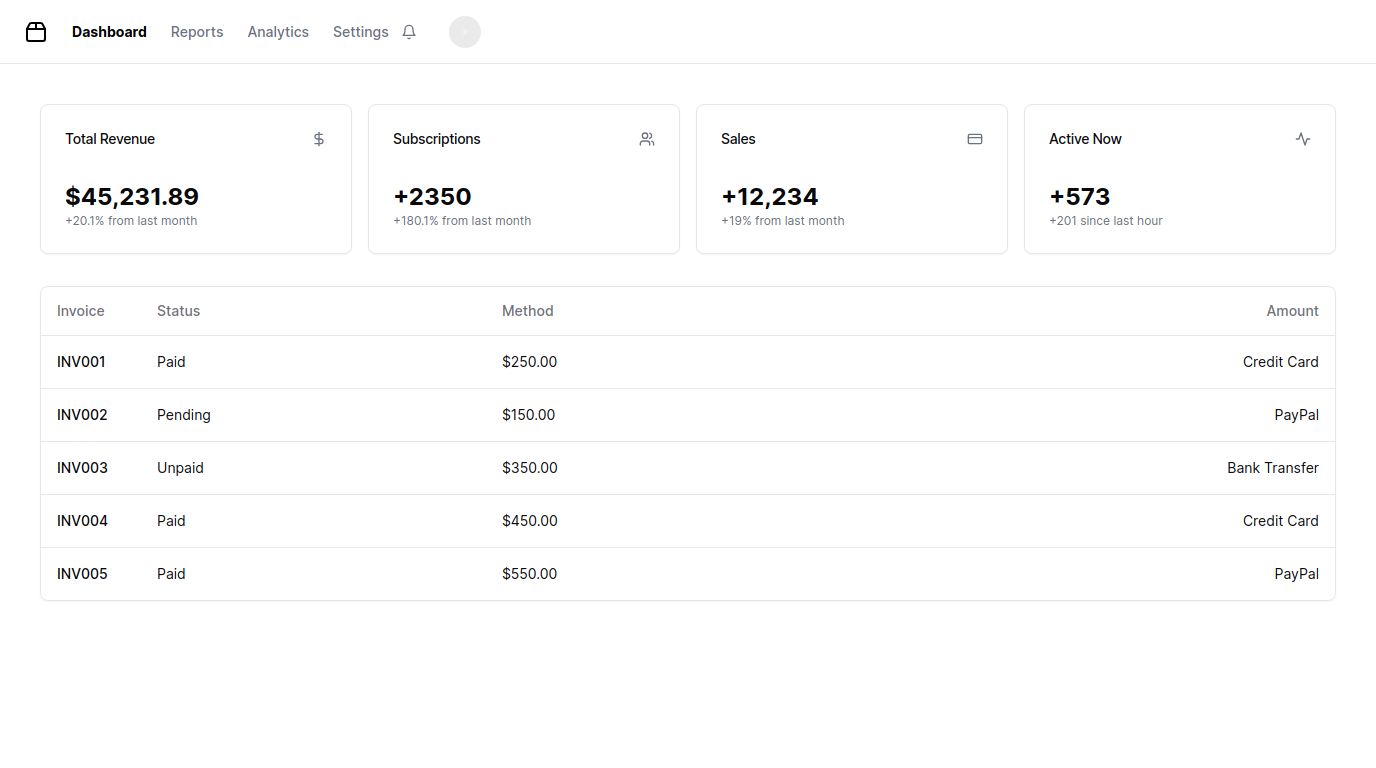 Dashboard Reports Analytics Settings
Total Revenue
$45,231.89
+20.1% from last month
Subscriptions
+2350
+180.1% from last month
Sales
+12,234
+19% from last month
Active Now
+573
+201 since last hour
Invoice Status Method Amount
INV001 Paid $250.00 Credit Card
INV002 Pending $150.00 PayPal
INV003 Unpaid $350.00 Bank Transfer
INV004 Paid $450.00 Credit Card
INV005 Paid $550.00 PayPal